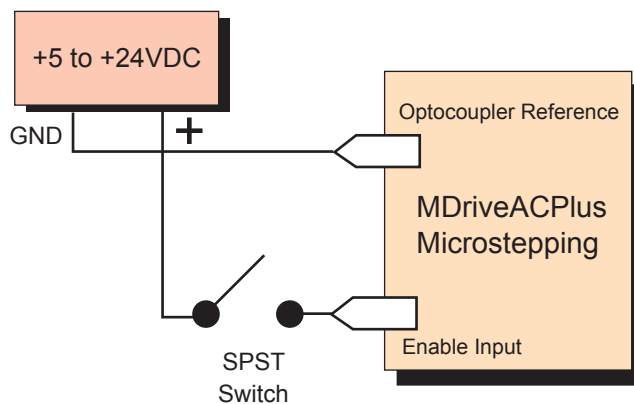 +5 to +24VDC
GND
+
Optocoupler Reference
MDriveACPlus
Microstepping
Enable Input
SPST
Switch